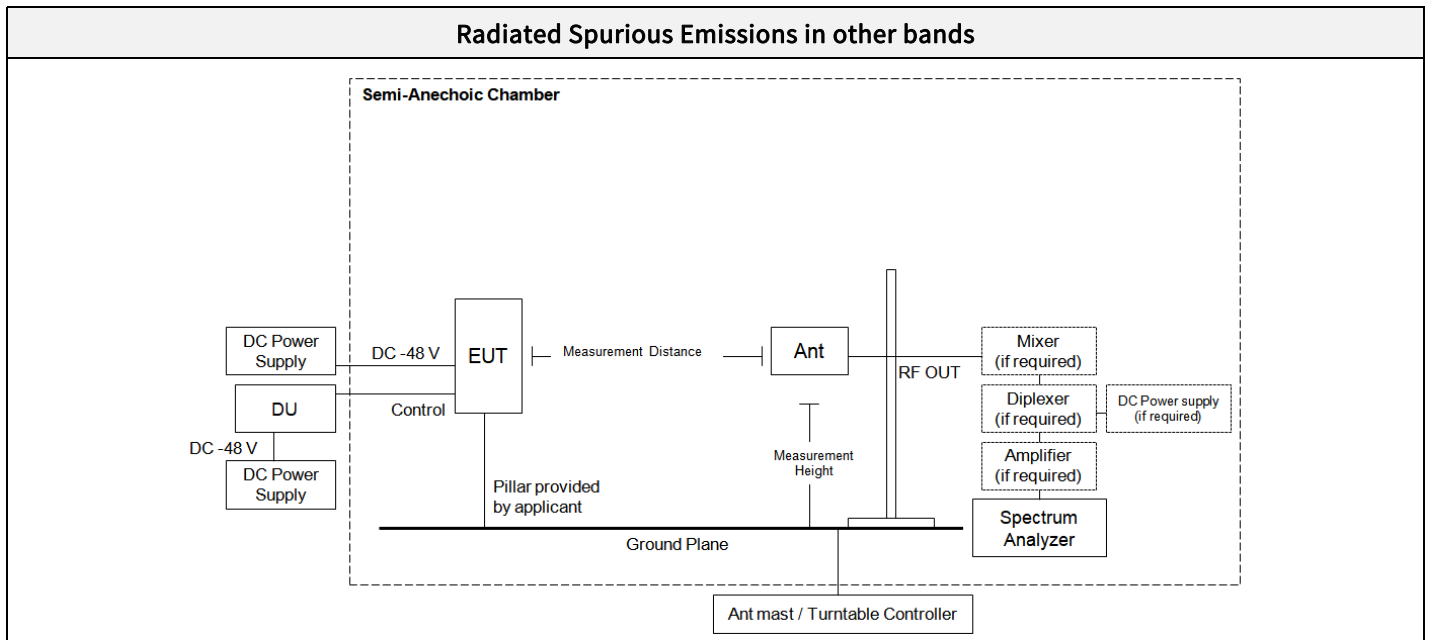 Radiated Spurious Emissions in other bands
Semi-Anechoic Chamber
DC Power
Supply
DC -48 V
EUT
Measurement Distance
Ant
RF OUT
Mixer
(if required)
DU
Control
Diplexer
(if required)
DC Power supply
(if required)
DC -48 V
DC Power
Supply
Measurement
Height
Amplifier
(if required)
Pillar provided
by applicant
Spectrum
Analyzer
Ground Plane
Ant mast / Turntable Controller